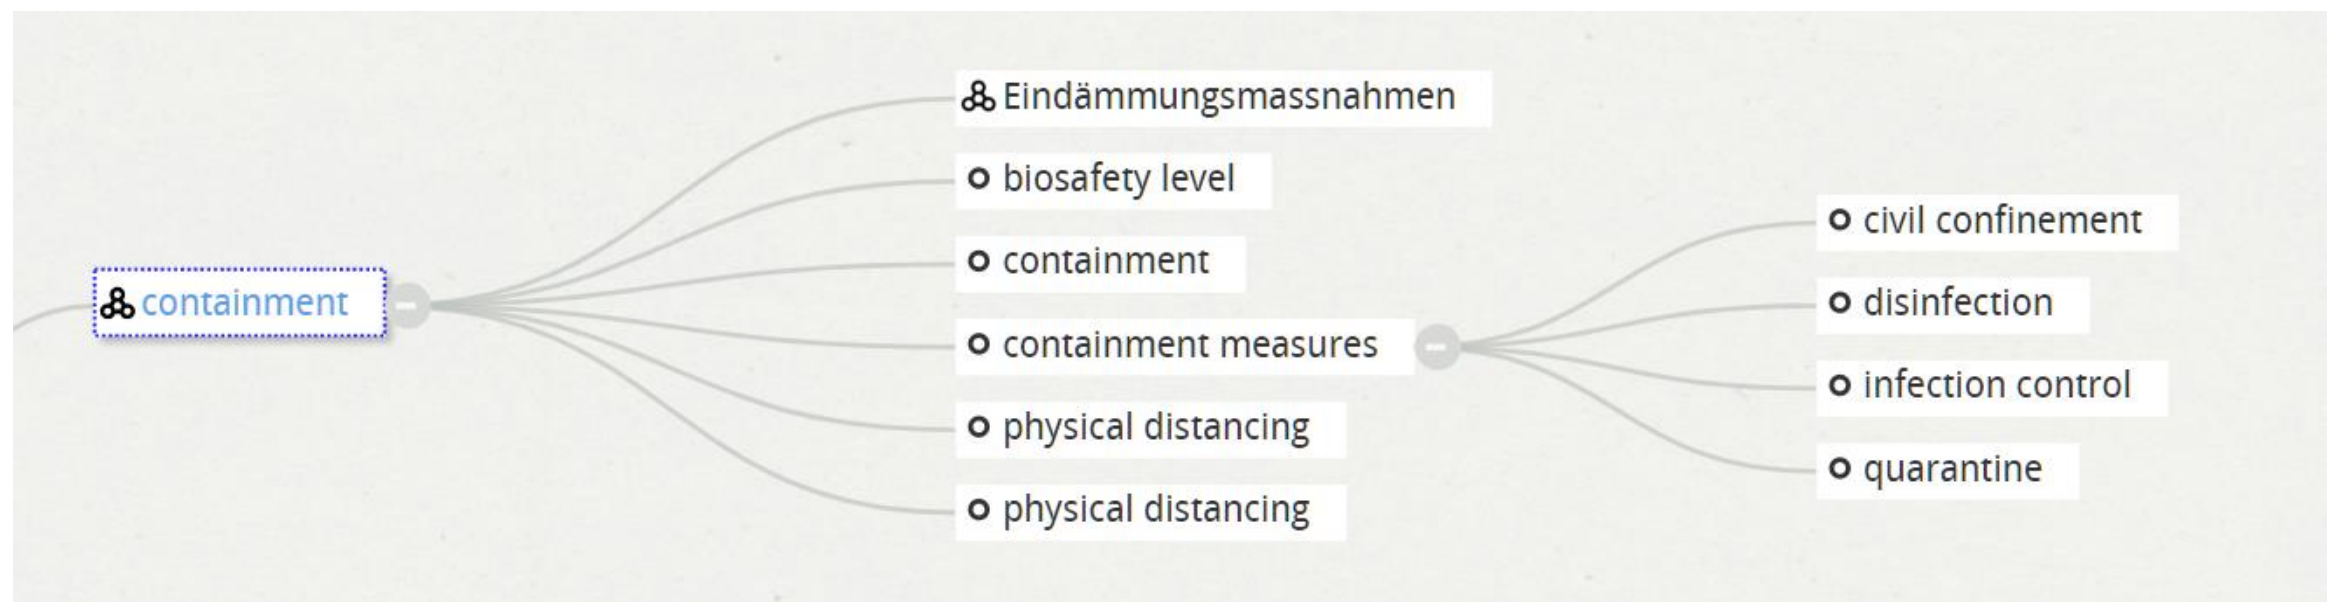 containment
Eindämmungsmassnahmen
biosafety level
containment
containment measures
physical distancing
physical distancing
civil confinement
disinfection
infection control
quarantine